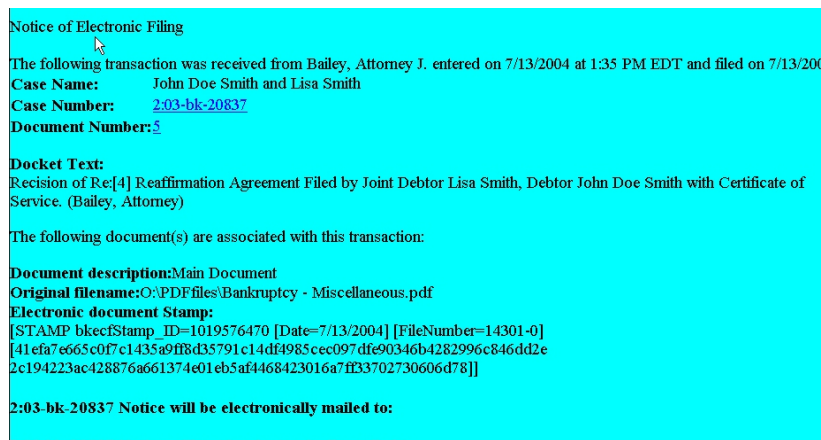 Notice of Electronic Filing
The following transaction was received from Bailey, Attorney J. entered on 7/13/2004 at 1:35 PM EDT and filed on 7/13/200
Case Name: John Doe Smith and Lisa Smith
Case Number: 2:03-bk-20837
Document Number: 5
Docket Text:
Recision of Re:[4] Reaffirmation Agreement Filed by Joint Debtor Lisa Smith, Debtor John Doe Smith with Certificate of
Service. (Bailey, Attorney)
The following document(s) are associated with this transaction:
Document description:Main Document
Original filename:O:\PDFfiles\Bankruptcy - Miscellaneous.pdf
Electronic document Stamp:
[STAMP bkecfStamp_ID=1019576470 [Date=7/13/2004] [FileNumber=14301-0]
[41efa7e665c0f7c1435a9ff8d35791c14df4985cec097dfe90346b4282996c846dd2e
2c194223ac428876a661374e01eb5af4468423016a7ff33702730606d78]]
2:03-bk-20837 Notice will be electronically mailed to: